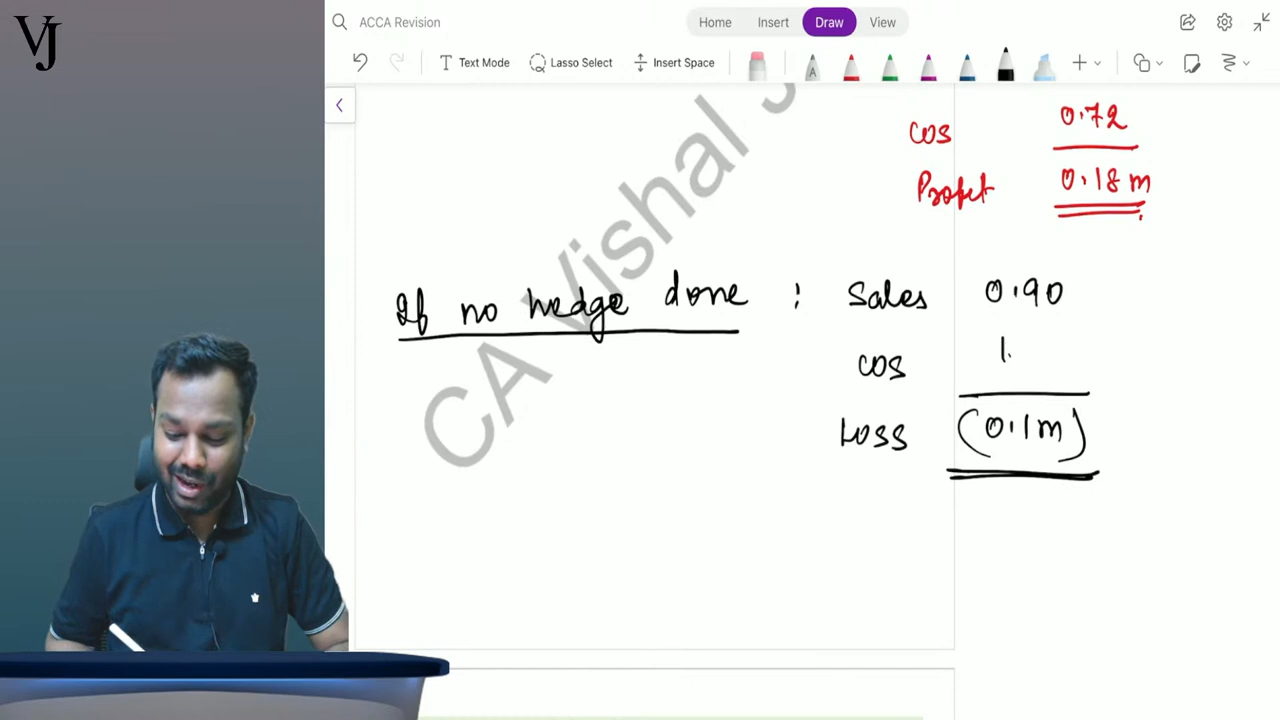 VJ
ACCA Revision
Home Insert Draw View
Text Mode Lasso Select Insert Space
cos 0.72
Profit 0.18m
If no hedge done : Sales 0.90
cos 1.
Loss (0.1m)
CA Vishal J